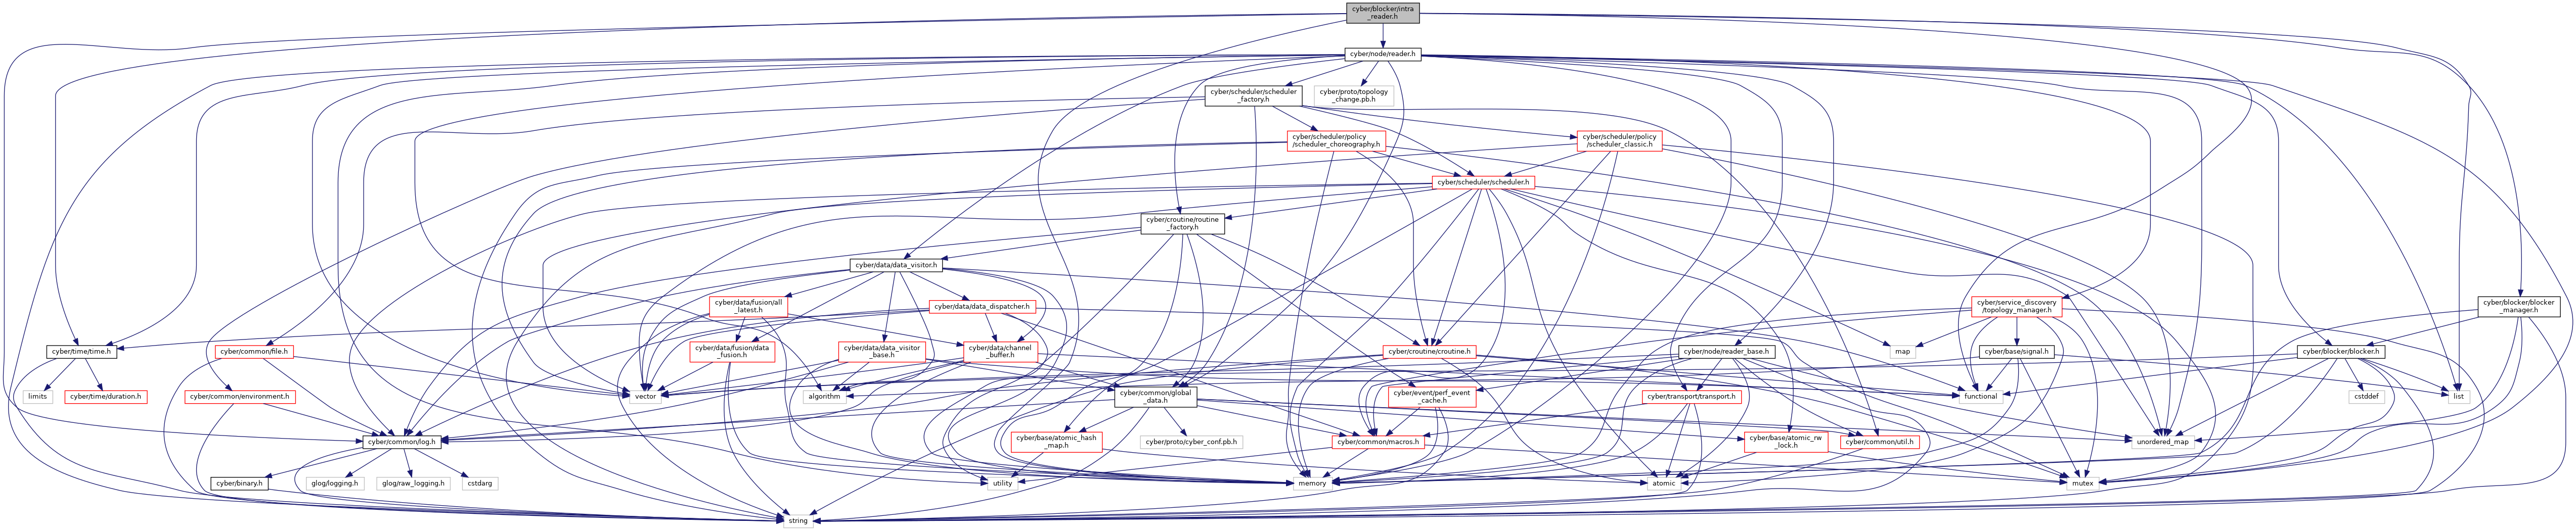 cyber/blocker/intra
_reader.h
cyber/node/reader.h
cyber/scheduler/scheduler
_factory.h
cyber/proto/topology
_change.pb.h
cyber/scheduler/policy
/scheduler_choreography.h
cyber/scheduler/policy
/scheduler_classic.h
cyber/scheduler/scheduler.h
cyber/croutine/routine
_factory.h
cyber/data/data_visitor.h
cyber/data/fusion/all
_latest.h
cyber/data/data_dispatcher.h
cyber/service_discovery
/topology_manager.h
cyber/blocker/blocker
_manager.h
cyber/time/time.h
cyber/common/file.h
cyber/data/fusion/data
_fusion.h
cyber/data/data_visitor
_base.h
cyber/data/channel
_buffer.h
cyber/croutine/croutine.h
cyber/node/reader_base.h
map
cyber/base/signal.h
cyber/blocker/blocker.h
limits
cyber/time/duration.h
cyber/common/environment.h
vector
algorithm
cyber/common/global
_data.h
cyber/event/perf_event
_cache.h
cyber/transport/transport.h
functional
cstddef
list
cyber/common/log.h
cyber/base/atomic_hash
_map.h
cyber/proto/cyber_conf.pb.h
cyber/common/macros.h
cyber/base/atomic_rw
_lock.h
cyber/common/util.h
unordered_map
cyber/binary.h
glog/logging.h
glog/raw_logging.h
cstdarg
utility
memory
atomic
mutex
string